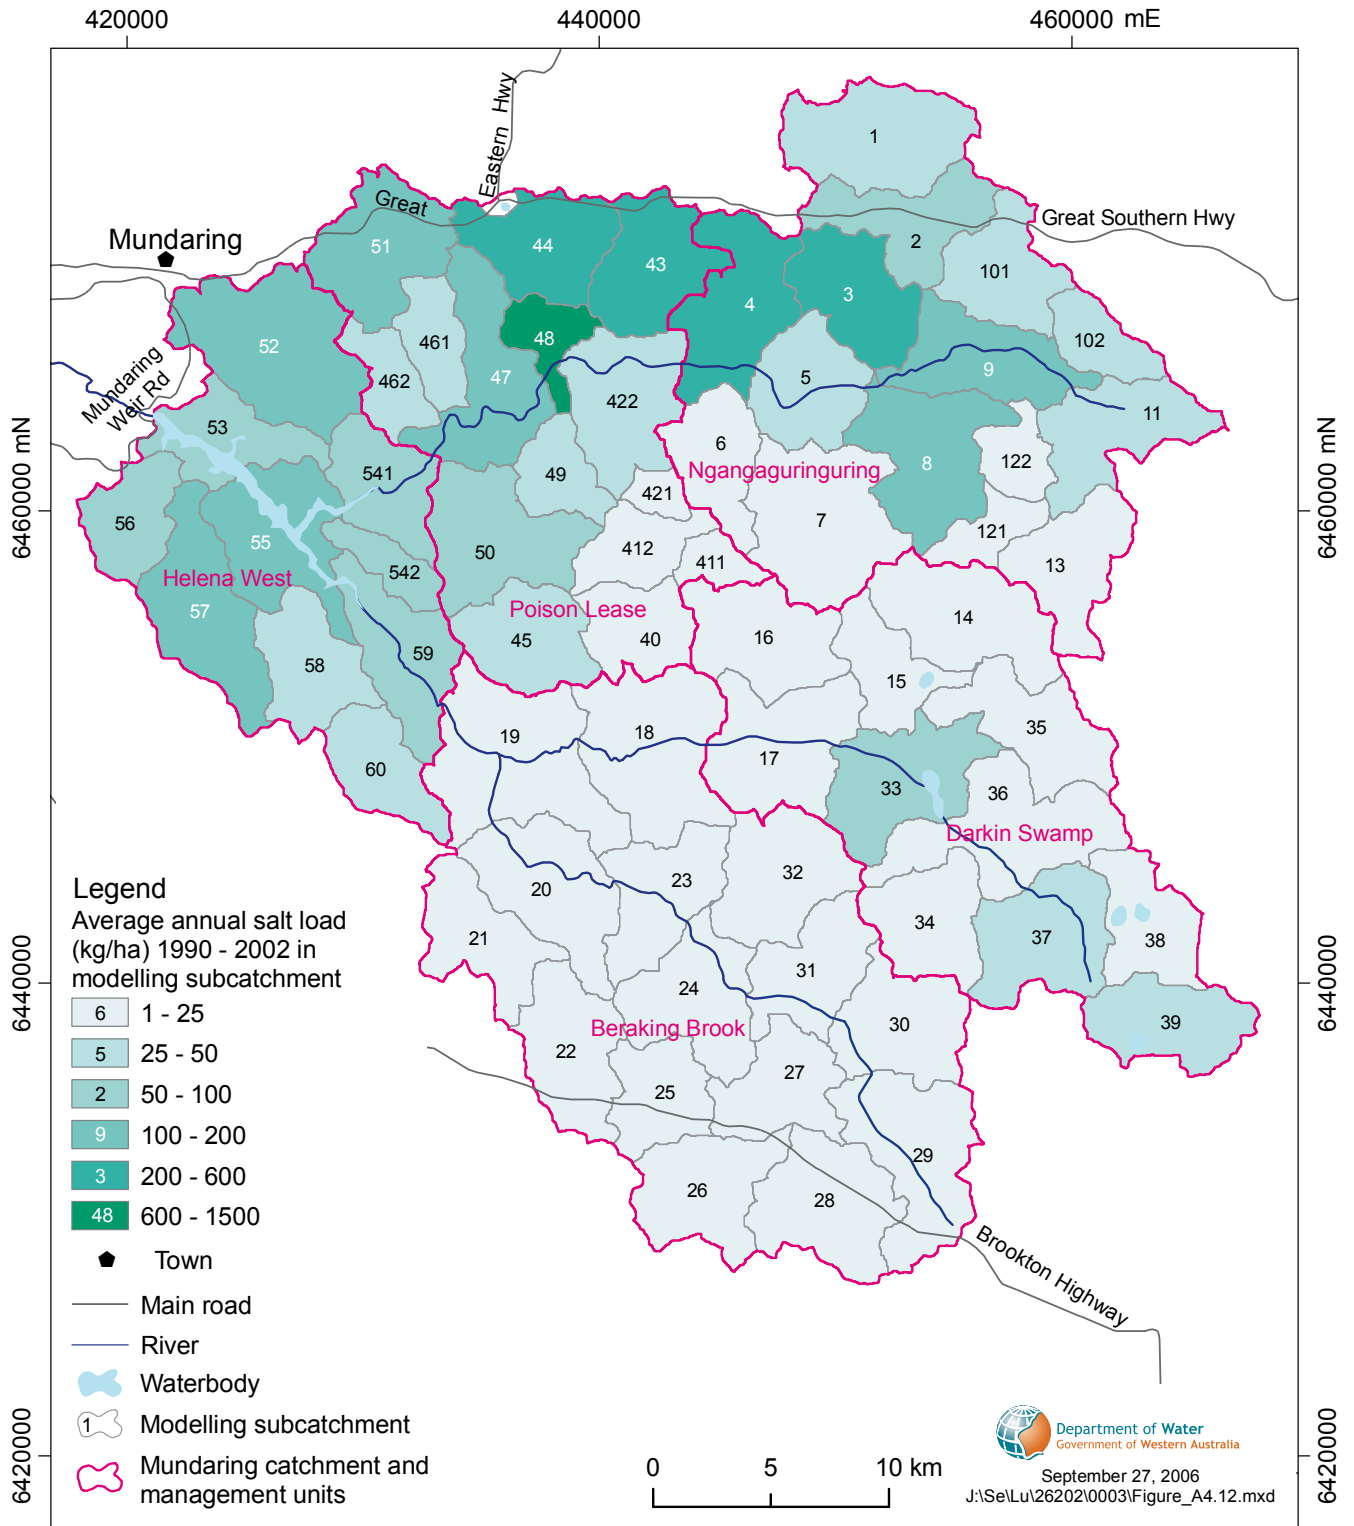 420000
440000
460000 mE
Eastern Hwy
1
Great
Great Southern Hwy
Mundaring
51
44
43
2
101
4
3
52
48
461
102
462
47
5
9
Mundaring
Weir Rd
422
11
53
6
541
49
Ngangaguringuring
8
122
421
6460000 mN
6460000 mN
56
55
7
121
50
412
411
13
542
Helena West
57
Poison Lease
14
45
40
16
59
58
15
19
18
35
17
60
33
36
Darkin Swamp
32
23
20
34
21
37
38
31
24
6440000
6440000
39
30
Beraking Brook
22
27
25
29
26
28
Brookton Highway
Legend
Average annual salt load
(kg/ha) 1990 - 2002 in
modelling subcatchment
6 1 - 25
5 25 - 50
2 50 - 100
9 100 - 200
3 200 - 600
48 600 - 1500
Town
Main road
River
Waterbody
1 Modelling subcatchment
Mundaring catchment and
management units
6420000
6420000
0 5 10 km
Department of Water
Government of Western Australia
September 27, 2006
J:\Se\Lu\26202\0003\Figure_A4.12.mxd